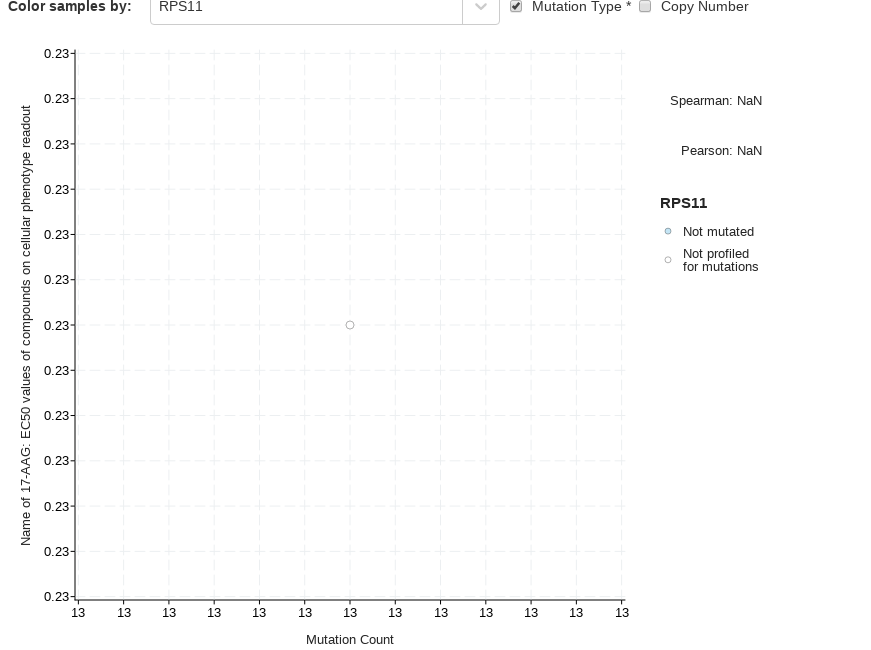 Color samples by:
RPS11
Mutation Type *
Copy Number
0.23
0.23
0.23
0.23
0.23
0.23
0.23
0.23
0.23
0.23
0.23
0.23
0.23
Name of 17-AAG: EC50 values of compounds on cellular phenotype readout
13 13 13 13 13 13 13 13 13 13 13 13 13
Mutation Count
Spearman: NaN
Pearson: NaN
RPS11
Not mutated
Not profiled
for mutations